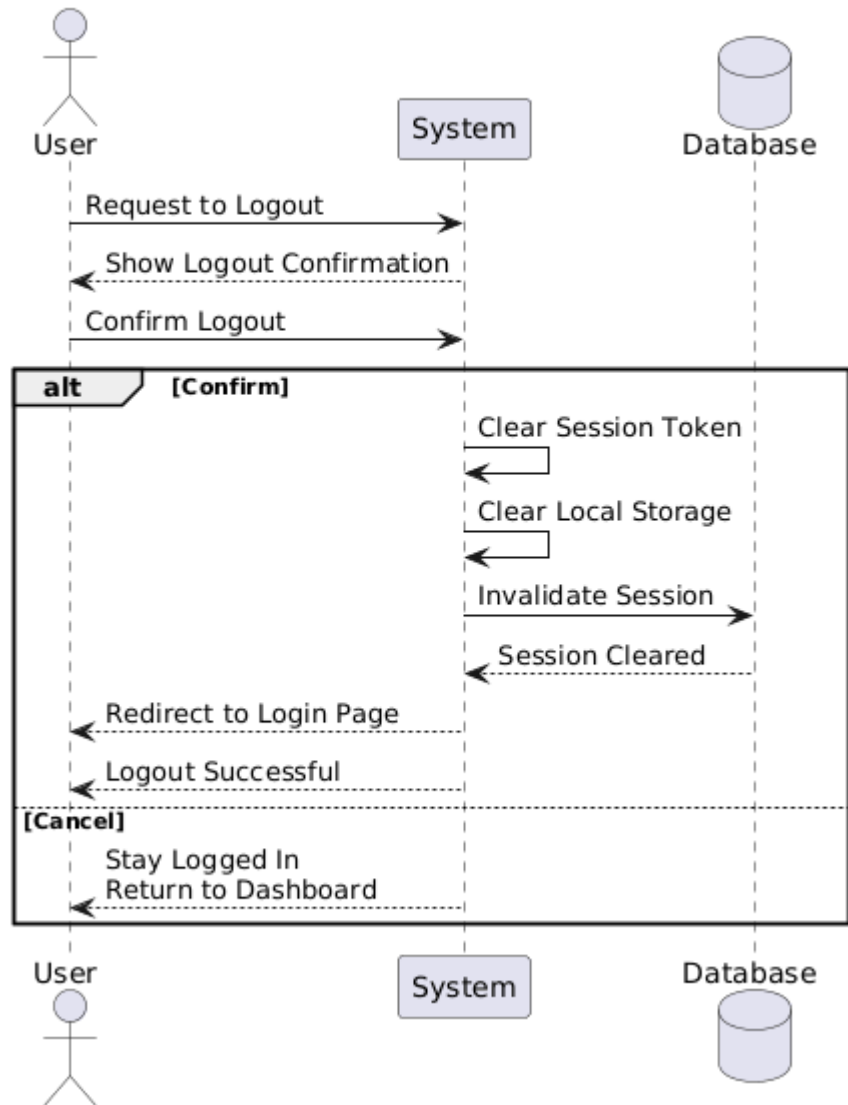 User
System
Database
Request to Logout
Show Logout Confirmation
Confirm Logout
alt
[Confirm]
Clear Session Token
Clear Local Storage
Invalidate Session
Session Cleared
Redirect to Login Page
Logout Successful
[Cancel]
Stay Logged In
Return to Dashboard
User
System
Database